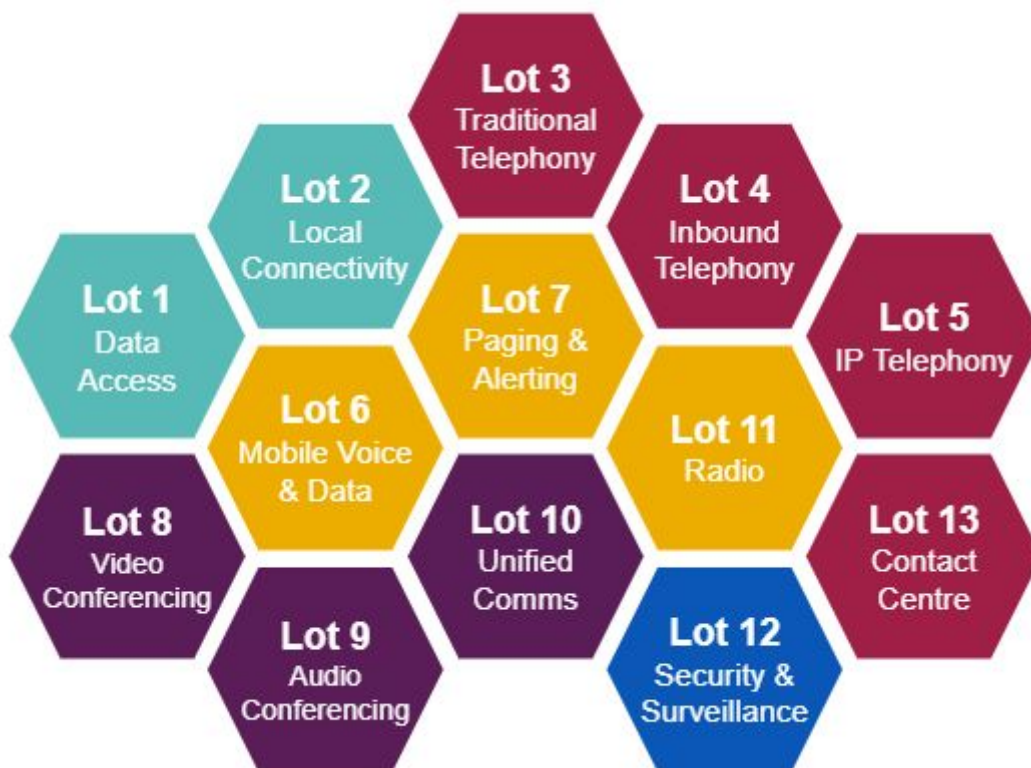 Lot 3
Traditional
Telephony
Lot 2
Local
Connectivity
Lot 4
Inbound
Telephony
Lot 1
Data
Access
Lot 7
Paging &
Alerting
Lot 5
IP Telephony
Lot 6
Mobile Voice
& Data
Lot 11
Radio
Lot 8
Video
Conferencing
Lot 10
Unified
Comms
Lot 13
Contact
Centre
Lot 9
Audio
Conferencing
Lot 12
Security &
Surveillance